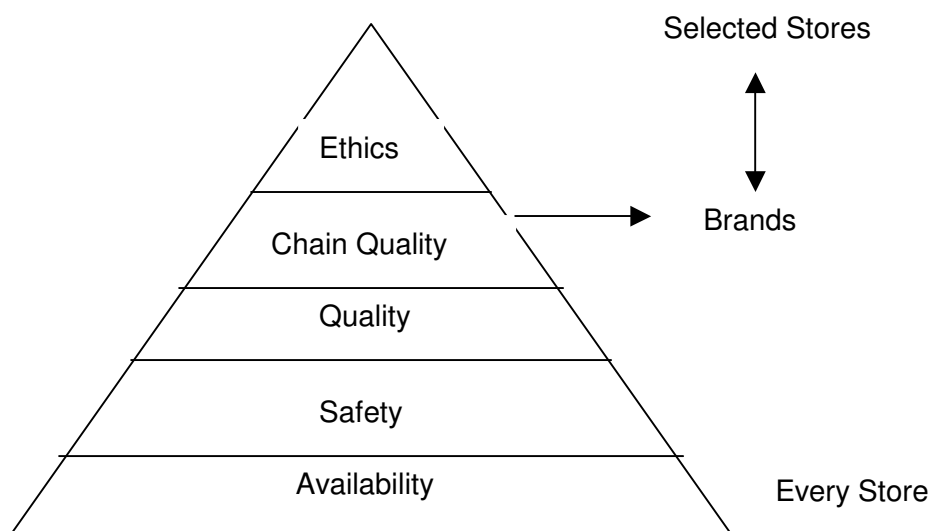 Selected Stores
Ethics
Brands
Chain Quality
Quality
Safety
Availability
Every Store